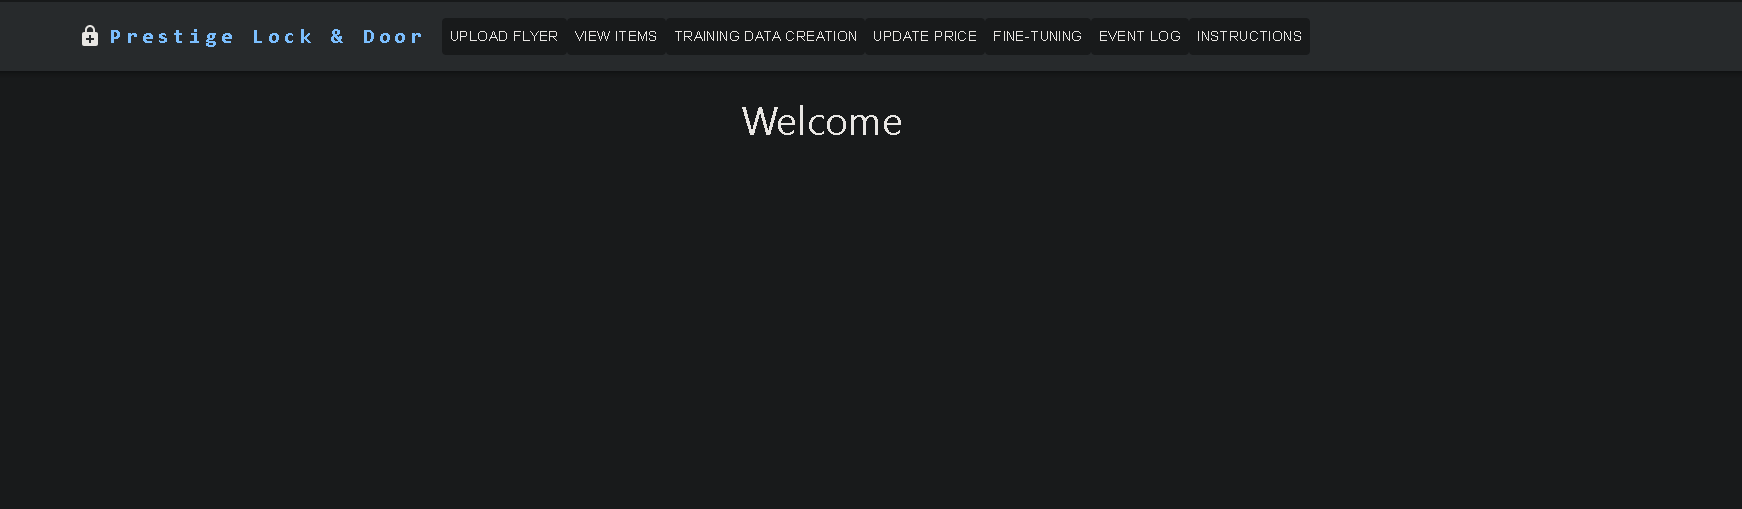 Prestige Lock & Door UPLOAD FLYER VIEW ITEMS TRAINING DATA CREATION UPDATE PRICE FINE-TUNING EVENT LOG INSTRUCTIONS
Welcome